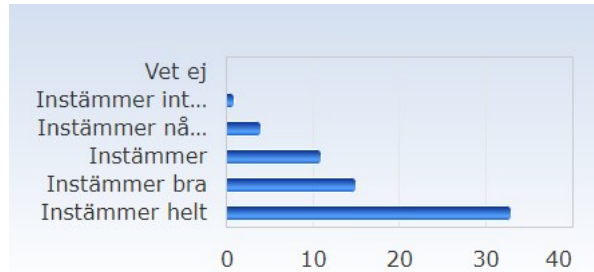 Vet ej
Instämmer int...
Instämmer nå...
Instämmer
Instämmer bra
Instämmer helt
0 10 20 30 40